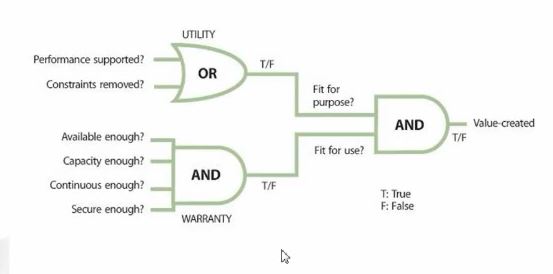 UTILITY
Performance supported?
Constraints removed?
OR
T/F
Fit for
purpose?
AND
Value-created
T/F
Available enough?
Capacity enough?
Continuous enough?
Secure enough?
AND
T/F
Fit for use?
WARRANTY
T: True
F: False